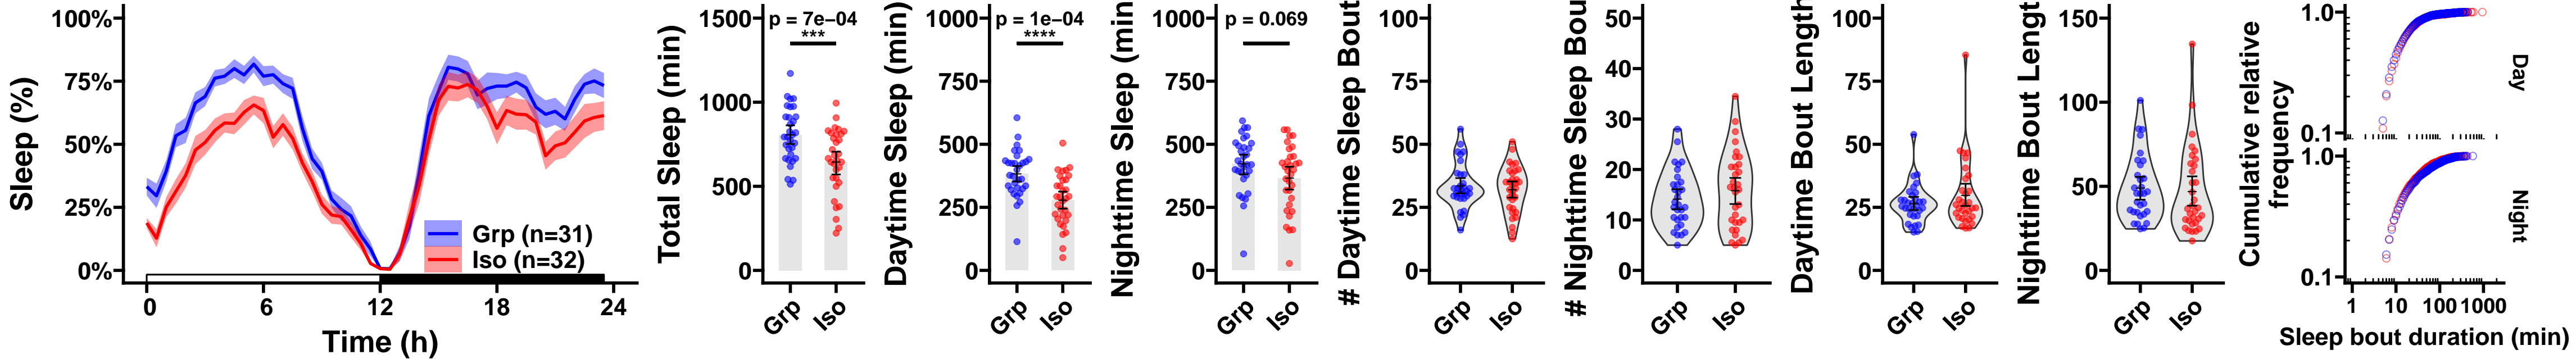 100%
75%
50%
25%
0%
Sleep (%)
0
6
12
18
24
Time (h)
Grp (n=31)
Iso (n=32)
Total Sleep (min)
1500
1000
500
0
p = 7e−04
***
Grp
Iso
Daytime Sleep (min)
1000
750
500
250
0
p = 1e−04
****
Grp
Iso
Nighttime Sleep (min)
1000
750
500
250
0
p = 0.069
Grp
Iso
# Daytime Sleep Bout
100
75
50
25
0
Grp
Iso
# Nighttime Sleep Bou
50
40
30
20
10
0
Grp
Iso
Daytime Bout Length
100
75
50
25
0
Grp
Iso
Nighttime Bout Lengt
150
100
50
0
Grp
Iso
Cumulative relative
frequency
1.0
0.1
Day
1.0
0.1
Night
1
10
100
1000
Sleep bout duration (min)